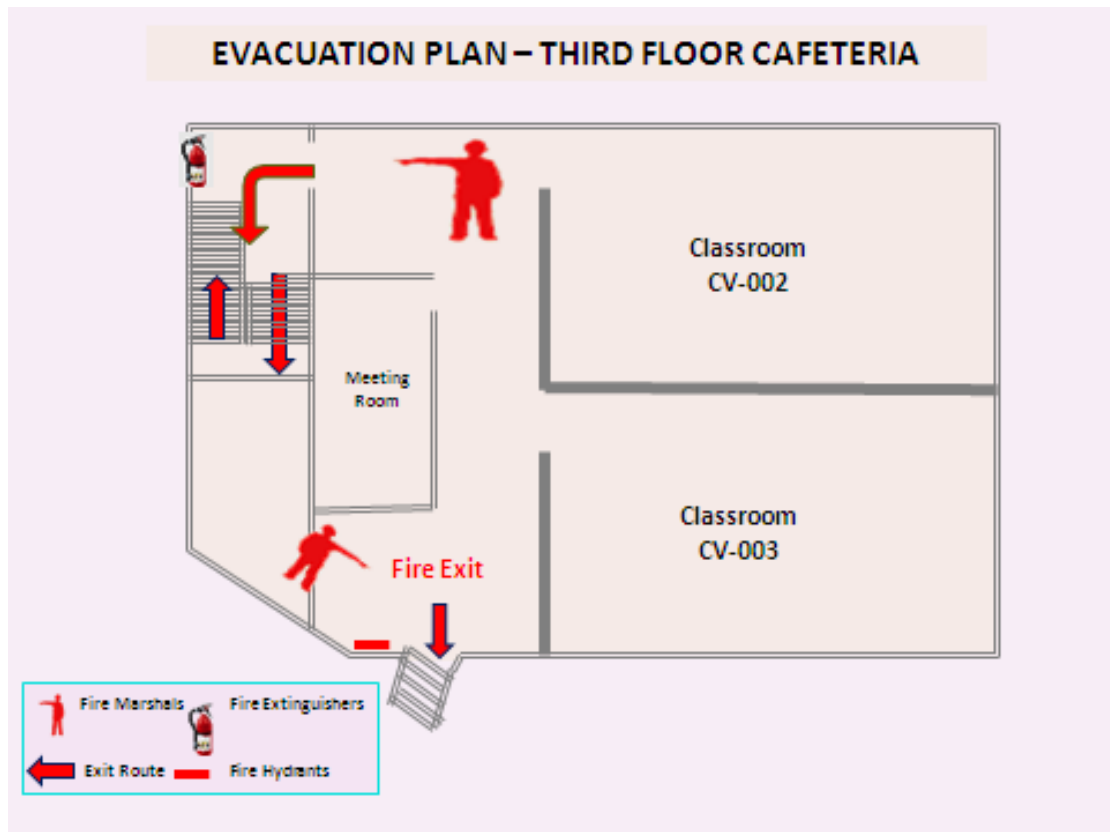 EVACUATION PLAN – THIRD FLOOR CAFETERIA
Classroom
CV-002
Meeting
Room
Classroom
CV-003
Fire Exit
Fire Marshals
Fire Extinguishers
Exit Route
Fire Hydrants